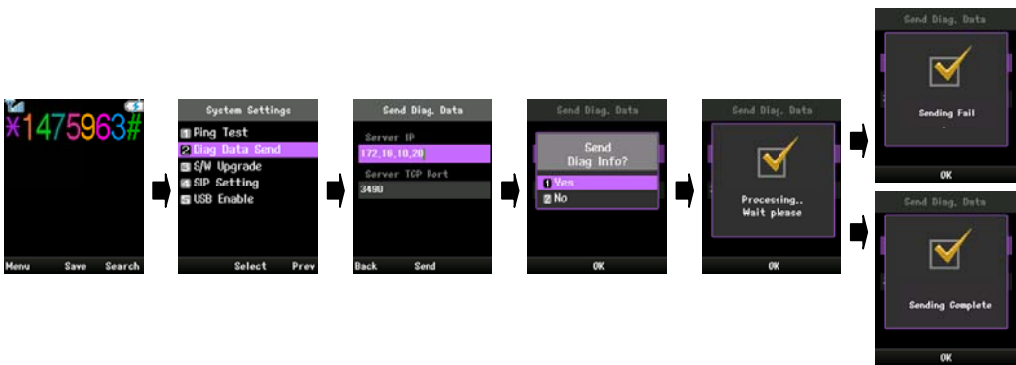 *1475963#
Menu Save Search
System Settings
1 Ping Test
2 Diag Data Send
3 S/W Upgrade
4 SIP Setting
5 USB Enable
Select Prev
Send Diag. Data
Server IP
172.16.10.20
Server TCP Port
3490
Back Send
Send Diag. Data
Send
Diag Info?
1 Yes
2 No
OK
Send Diag. Data
Processing..
Wait please
OK
Send Diag. Data
Sending Fail
OK
Send Diag. Data
Sending Complete
OK